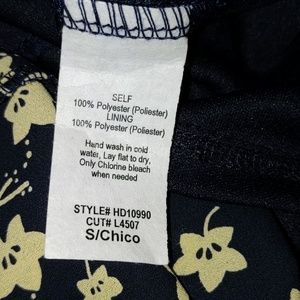 SELF
100% Polyester (Poliester)
LINING
100% Polyester (Poliester)
Hand wash in cold
water, Lay flat to dry,
Only Chlorine bleach
when needed
STYLE# HD10990
CUT# L4507
S/Chico